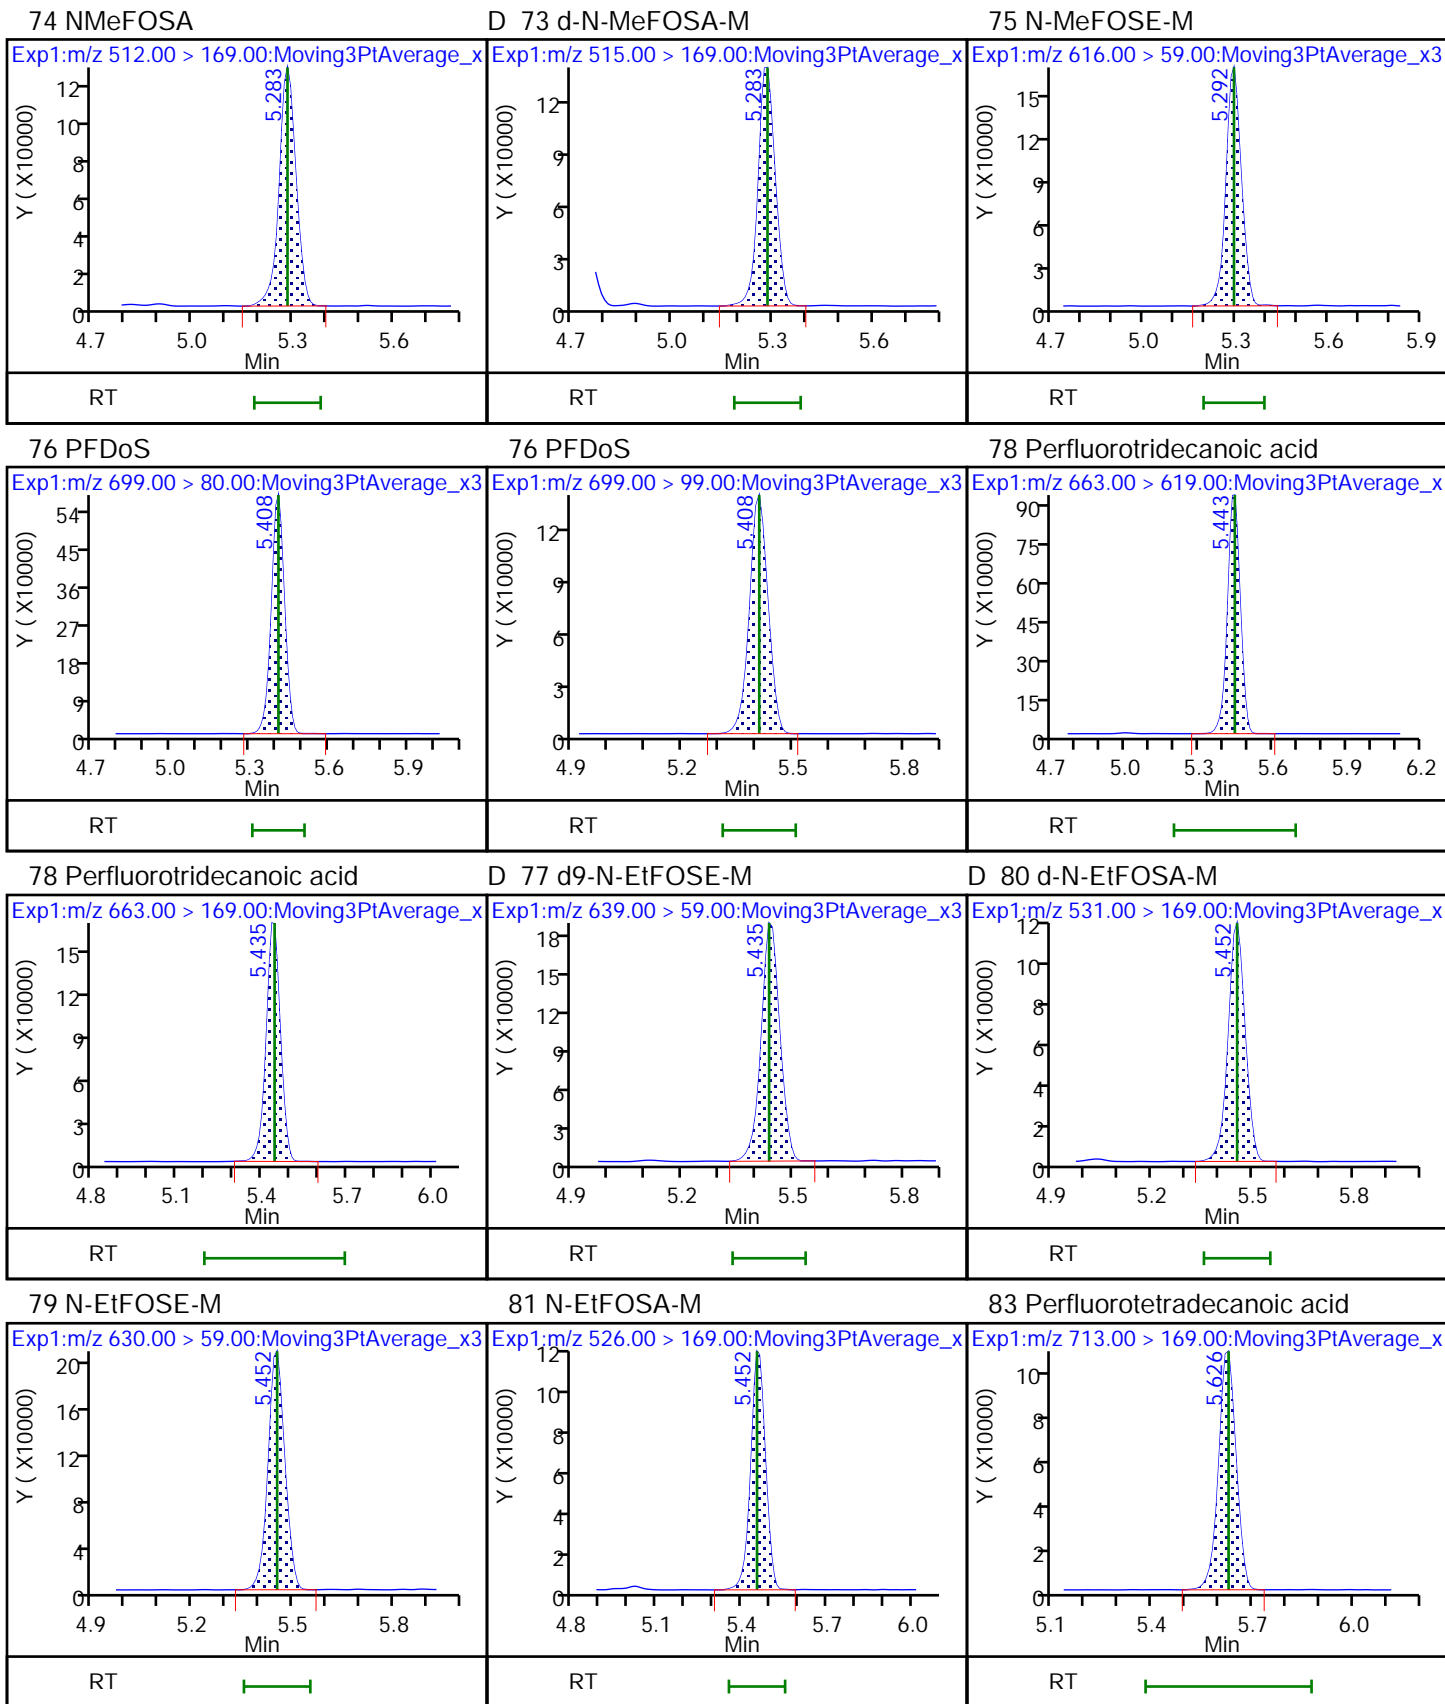 74 NMeFOSA
Exp1:m/z 512.00 > 169.00:Moving3PtAverage_x
5.283
Y ( X10000)
12
10
8
6
4
2
0
4.7 5.0 5.3 5.6
Min
RT
D 73 d-N-MeFOSA-M
Exp1:m/z 515.00 > 169.00:Moving3PtAverage_x
5.283
Y ( X10000)
12
9
6
3
0
4.7 5.0 5.3 5.6
Min
RT
75 N-MeFOSE-M
Exp1:m/z 616.00 > 59.00:Moving3PtAverage_x3
5.292
Y ( X10000)
15
12
9
6
3
0
4.7 5.0 5.3 5.6 5.9
Min
RT
76 PFDoS
Exp1:m/z 699.00 > 80.00:Moving3PtAverage_x3
5.408
Y ( X10000)
54
45
36
27
18
9
0
4.7 5.0 5.3 5.6 5.9
Min
RT
76 PFDoS
Exp1:m/z 699.00 > 99.00:Moving3PtAverage_x3
5.408
Y ( X10000)
12
9
6
3
0
4.9 5.2 5.5 5.8
Min
RT
78 Perfluorotridecanoic acid
Exp1:m/z 663.00 > 619.00:Moving3PtAverage_x
5.443
Y ( X10000)
90
75
60
45
30
15
0
4.7 5.0 5.3 5.6 5.9 6.2
Min
RT
78 Perfluorotridecanoic acid
Exp1:m/z 663.00 > 169.00:Moving3PtAverage_x
5.435
Y ( X10000)
15
12
9
6
3
0
4.8 5.1 5.4 5.7 6.0
Min
RT
D 77 d9-N-EtFOSE-M
Exp1:m/z 639.00 > 59.00:Moving3PtAverage_x3
5.435
Y ( X10000)
18
15
12
9
6
3
0
4.9 5.2 5.5 5.8
Min
RT
D 80 d-N-EtFOSA-M
Exp1:m/z 531.00 > 169.00:Moving3PtAverage_x
5.452
Y ( X10000)
12
10
8
6
4
2
0
4.9 5.2 5.5 5.8
Min
RT
79 N-EtFOSE-M
Exp1:m/z 630.00 > 59.00:Moving3PtAverage_x3
5.452
Y ( X10000)
20
16
12
8
4
0
4.9 5.2 5.5 5.8
Min
RT
81 N-EtFOSA-M
Exp1:m/z 526.00 > 169.00:Moving3PtAverage_x
5.452
Y ( X10000)
12
10
8
6
4
2
0
4.8 5.1 5.4 5.7 6.0
Min
RT
83 Perfluorotetradecanoic acid
Exp1:m/z 713.00 > 169.00:Moving3PtAverage_x
5.626
Y ( X10000)
10
8
6
4
2
0
5.1 5.4 5.7 6.0
Min
RT